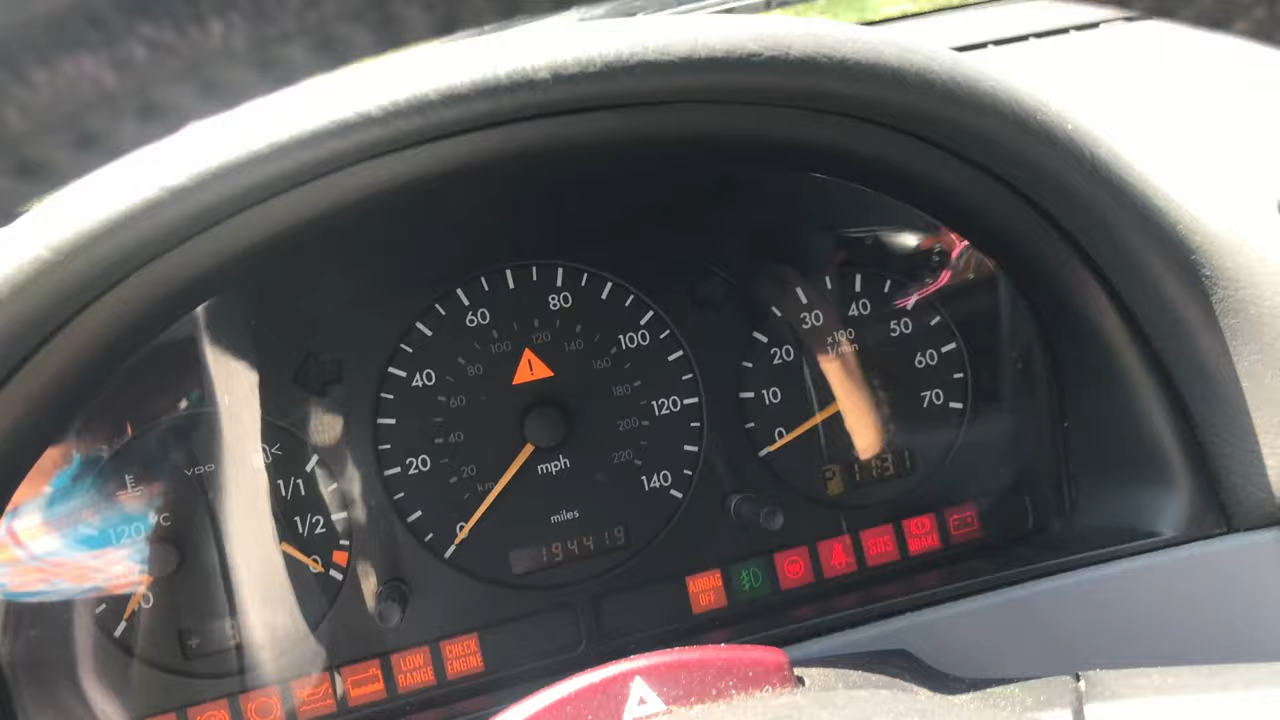 VDO
1/1
1/2
0
120 °C
0
20
40
60
80
100
120
140
20
40
60
80
100
120
140
160
180
200
220
km
mph
miles
194419
0
10
20
30
40
50
60
70
x100
1/min
AIRBAG
OFF
SRS
BRAKE
LOW
RANGE
CHECK
ENGINE